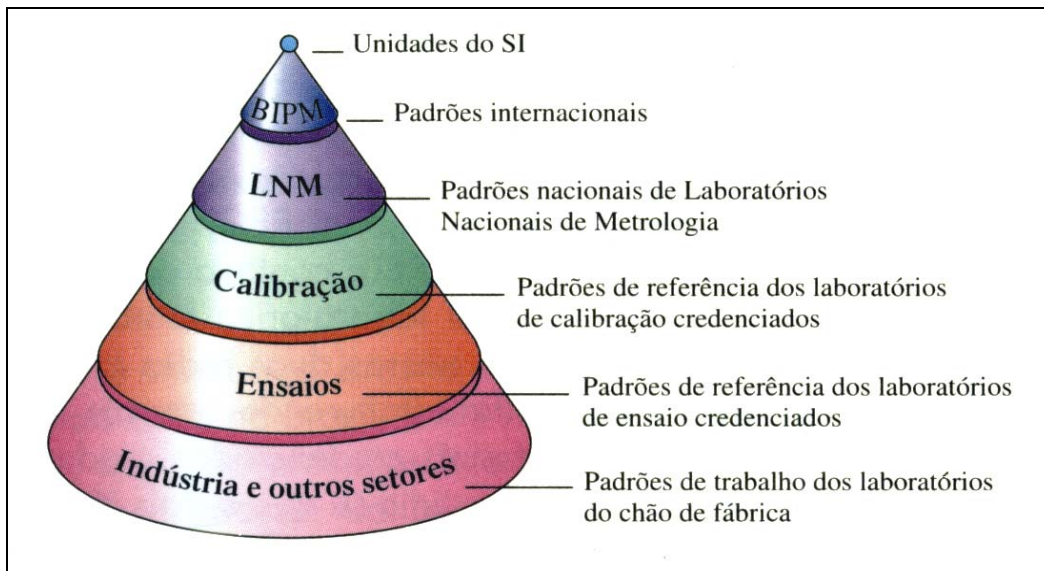 Unidades do SI
BIPM
Padrões internacionais
LNM
Padrões nacionais de Laboratórios
Nacionais de Metrologia
Calibração
Padrões de referência dos laboratórios
de calibração credenciados
Ensaios
Padrões de referência dos laboratórios
de ensaio credenciados
Indústria e outros setores
Padrões de trabalho dos laboratórios
do chão de fábrica